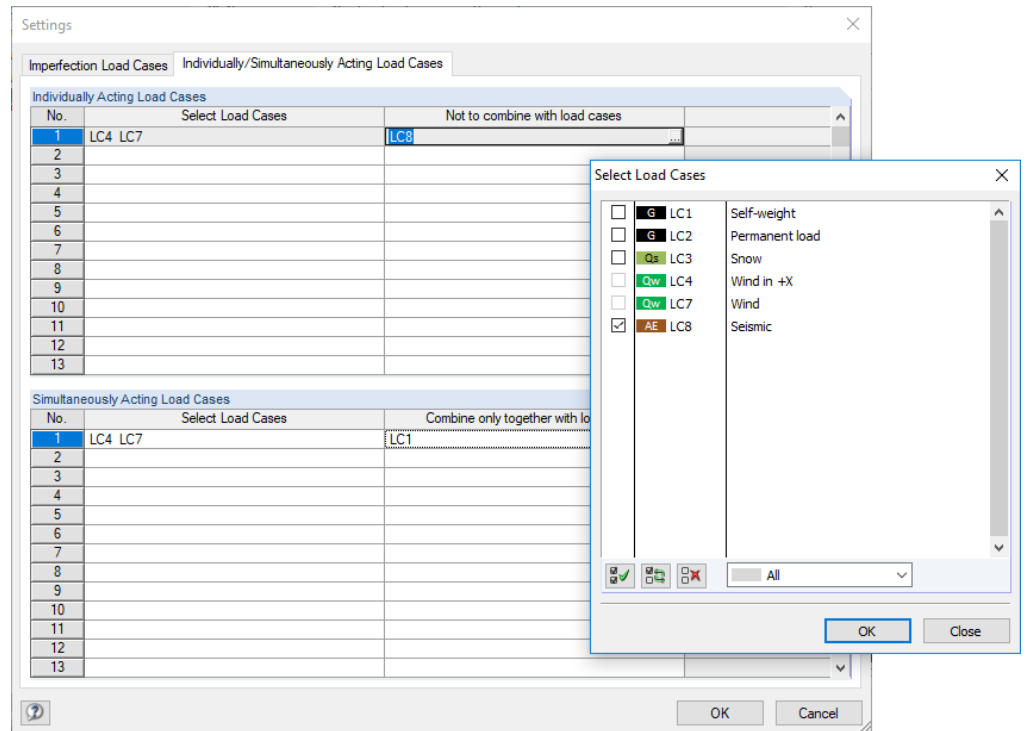 Settings
Imperfection Load Cases Individually/Simultaneously Acting Load Cases
Individually Acting Load Cases
No. Select Load Cases Not to combine with load cases
1 LC4 LC7 LC8 ...
2
3
4
5
6
7
8
9
10
11
12
13
Simultaneously Acting Load Cases
No. Select Load Cases Combine only together with lo
1 LC4 LC7 LC1
2
3
4
5
6
7
8
9
10
11
12
13
OK Cancel
Select Load Cases
G LC1 Self-weight
G LC2 Permanent load
Qs LC3 Snow
Qw LC4 Wind in +X
Qw LC7 Wind
AE LC8 Seismic
All
OK Close